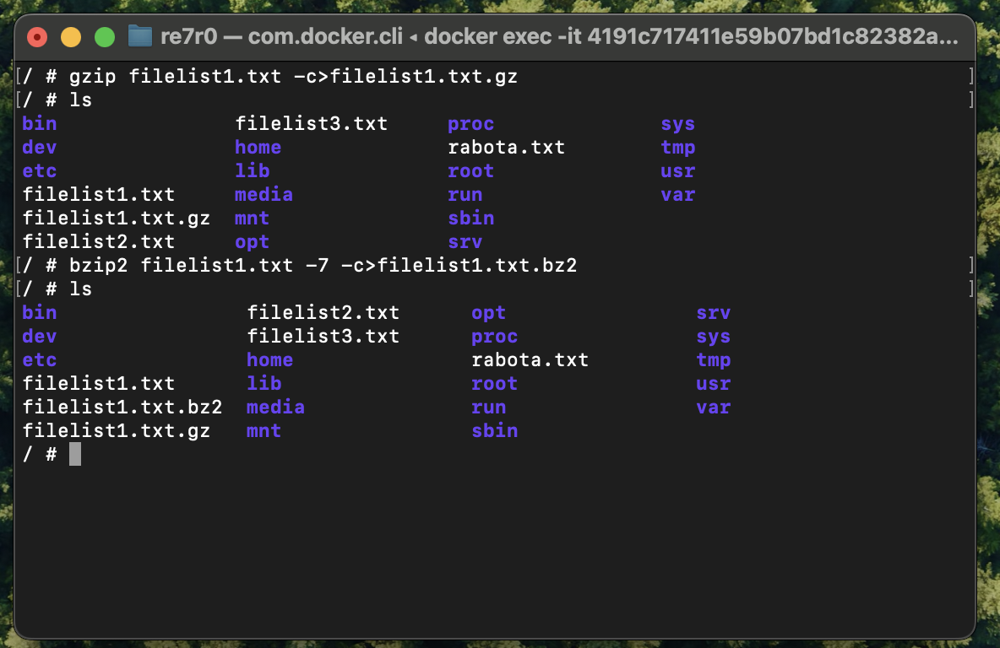 re7r0 — com.docker.cli ◂ docker exec -it 4191c717411e59b07bd1c82382a…
[/ # gzip filelist1.txt -c>filelist1.txt.gz ]
[/ # ls ]
bin filelist3.txt proc sys
dev home rabota.txt tmp
etc lib root usr
filelist1.txt media run var
filelist1.txt.gz mnt sbin
filelist2.txt opt srv
[/ # bzip2 filelist1.txt -7 -c>filelist1.txt.bz2 ]
[/ # ls ]
bin filelist2.txt opt srv
dev filelist3.txt proc sys
etc home rabota.txt tmp
filelist1.txt lib root usr
filelist1.txt.bz2 media run var
filelist1.txt.gz mnt sbin
/ #